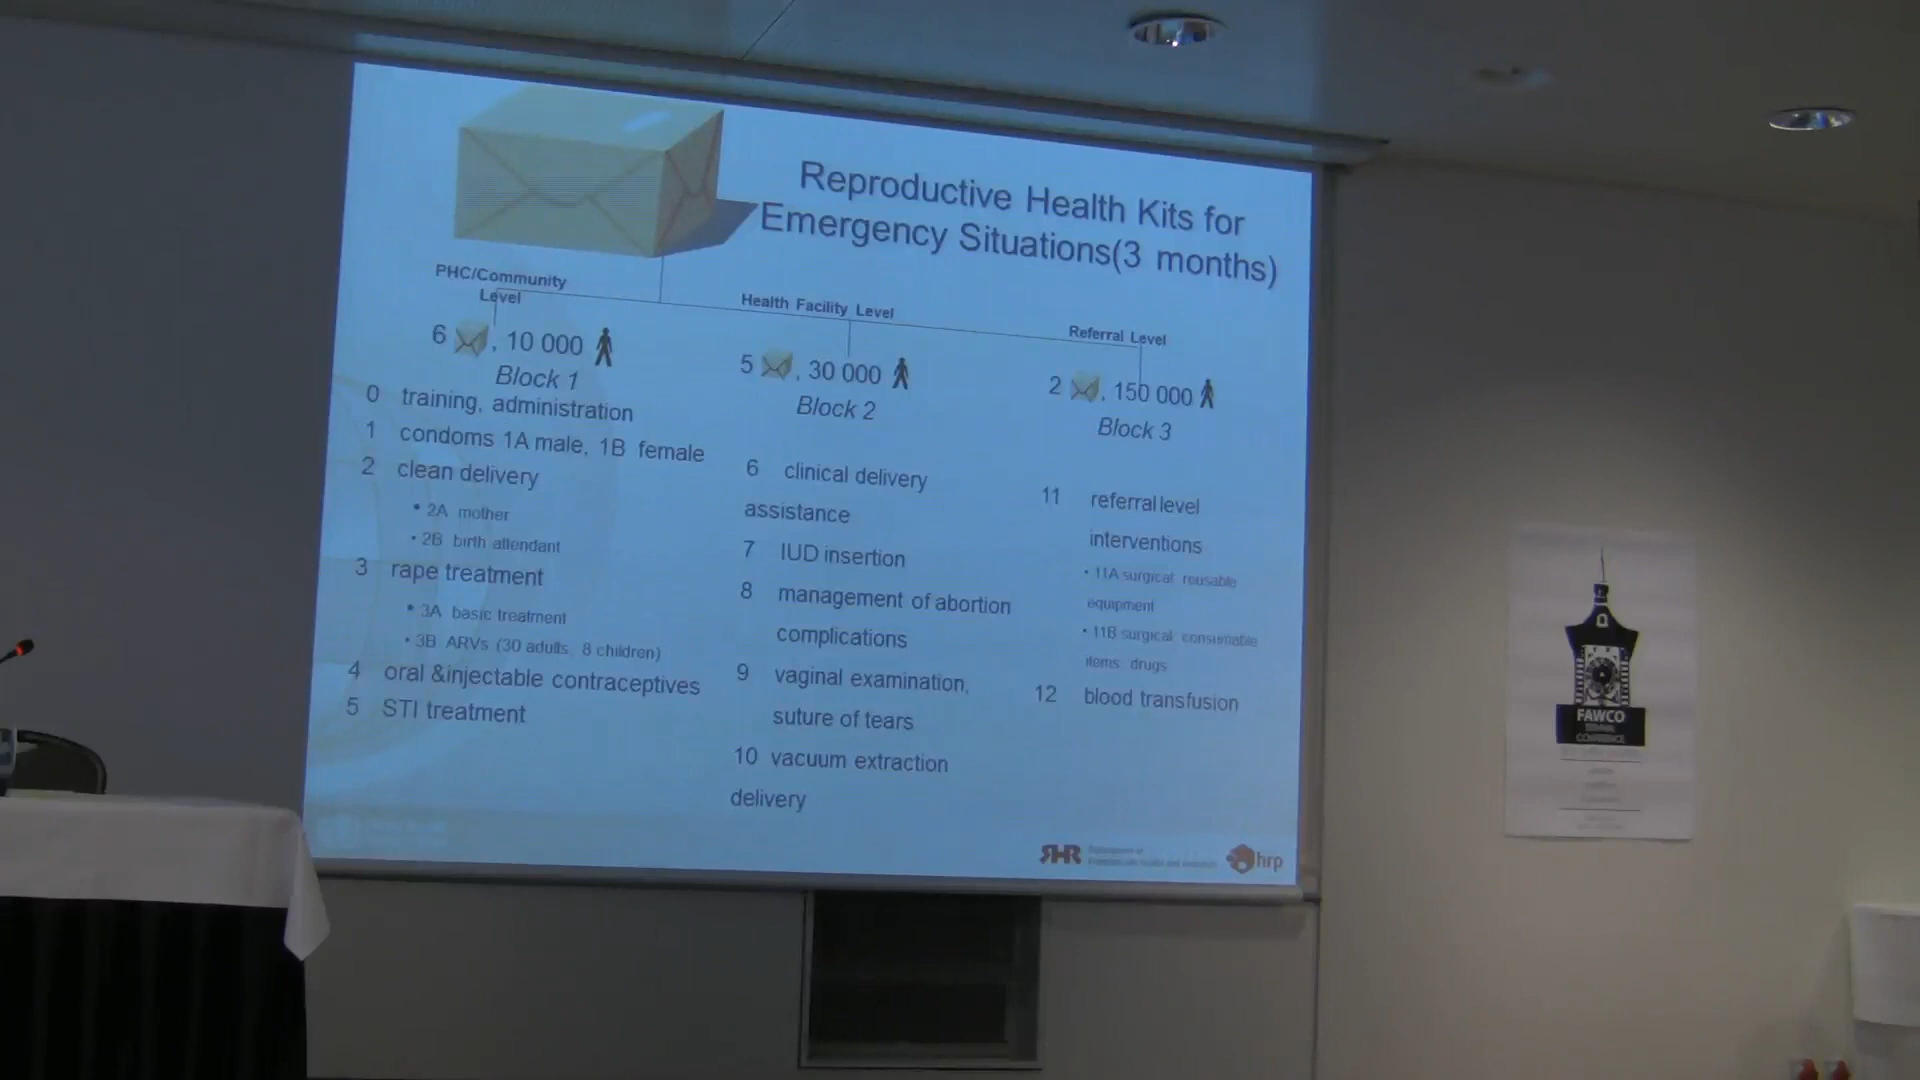 Reproductive Health Kits for
Emergency Situations(3 months)
PHC/Community
Level
6 , 10 000
Block 1
0 training, administration
1 condoms 1A male, 1B female
2 clean delivery
• 2A mother
• 2B birth attendant
3 rape treatment
• 3A basic treatment
• 3B ARVs (30 adults, 8 children)
4 oral &injectable contraceptives
5 STI treatment
Health Facility Level
5 , 30 000
Block 2
6 clinical delivery
assistance
7 IUD insertion
8 management of abortion
complications
9 vaginal examination,
suture of tears
10 vacuum extraction
delivery
Referral Level
2 , 150 000
Block 3
11 referral level
interventions
• 11A surgical reusable
equipment
• 11B surgical consumable
items drugs
12 blood transfusion
RHR
hrp
FAWCO
CONFERENCE